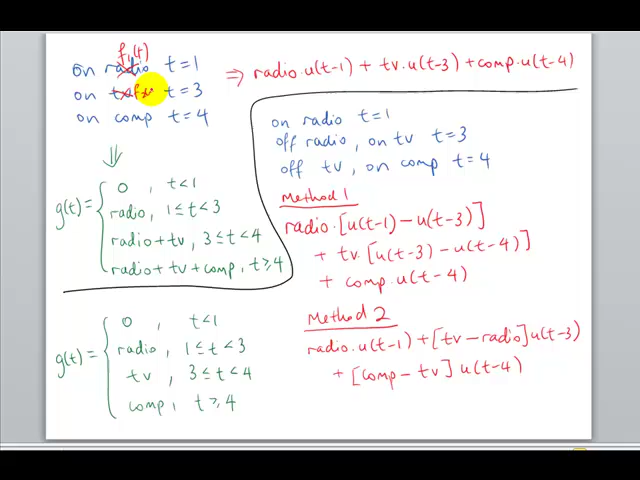 f₁(t)
on radio t=1
on t=3
on comp t=4
⇒ radio·u(t-1) + tv·u(t-3) + comp·u(t-4)
⇓
g(t) = {
0 , t<1
radio, 1 ≤ t < 3
radio + tv, 3 ≤ t < 4
radio + tv + comp, t ≥ 4
on radio t=1
off radio, on tv t=3
off tv, on comp t=4
Method 1
radio·[u(t-1) - u(t-3)]
+ tv·[u(t-3) - u(t-4)]
+ comp·u(t-4)
g(t) = {
0 , t<1
radio, 1 ≤ t < 3
tv, 3 ≤ t < 4
comp, t ≥ 4
Method 2
radio·u(t-1) + [tv - radio]u(t-3)
+ [comp - tv] u(t-4)